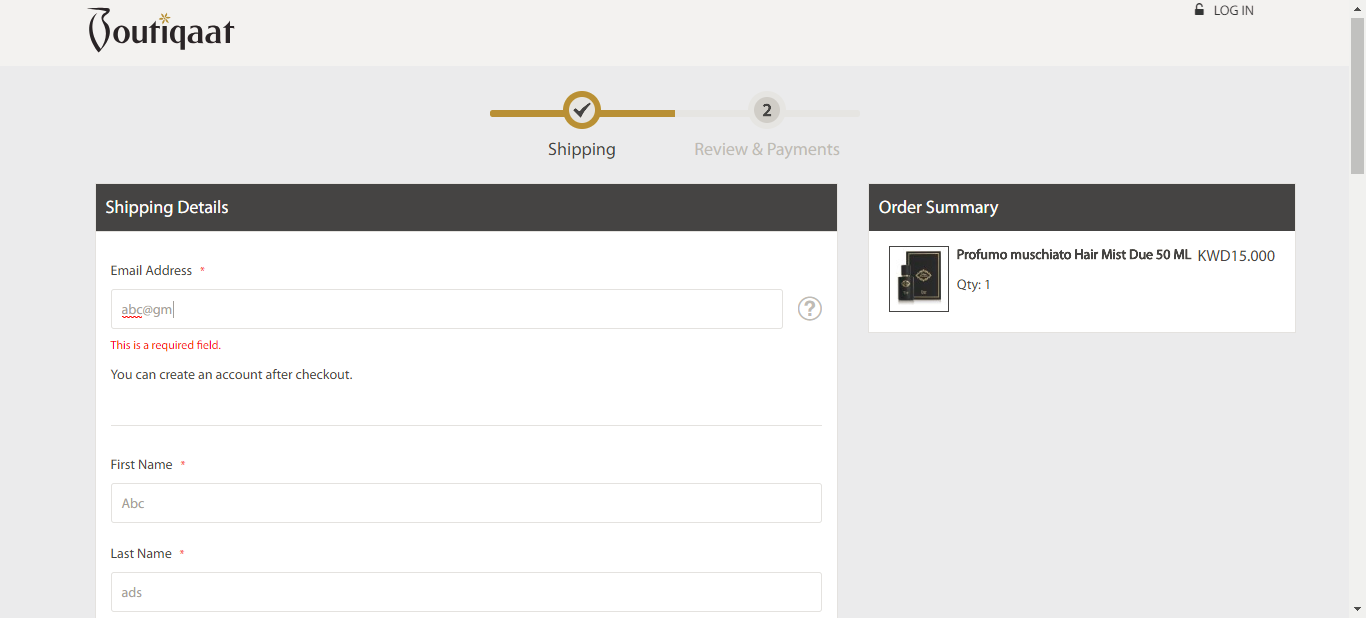 Boutiqaat
LOG IN
2
Shipping
Review & Payments
Shipping Details
Email Address *
abc@gm
?
This is a required field.
You can create an account after checkout.
First Name *
Abc
Last Name *
ads
Order Summary
Profumo muschiato Hair Mist Due 50 ML KWD15.000
Qty: 1